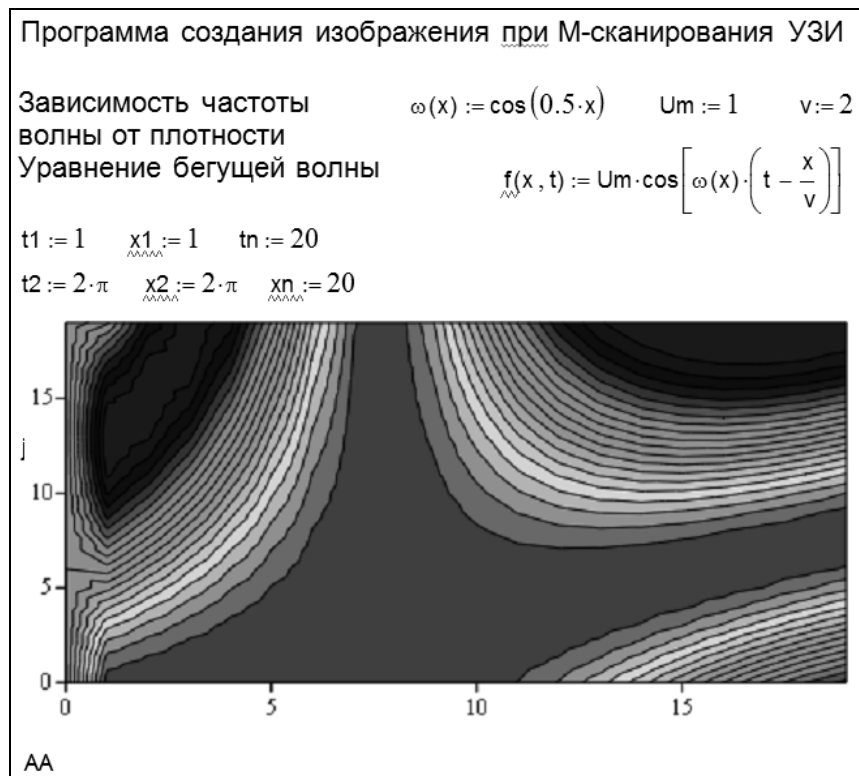 Программа создания изображения при М-сканирования УЗИ
Зависимость частоты
волны от плотности
Уравнение бегущей волны
ω(x) := cos(0.5·x) Um := 1 v := 2
f(x , t) := Um·cos[ω(x)·(t − x/v)]
t1 := 1 x1 := 1 tn := 20
t2 := 2·π x2 := 2·π xn := 20
15
j
10
5
0
0 5 10 15
AA